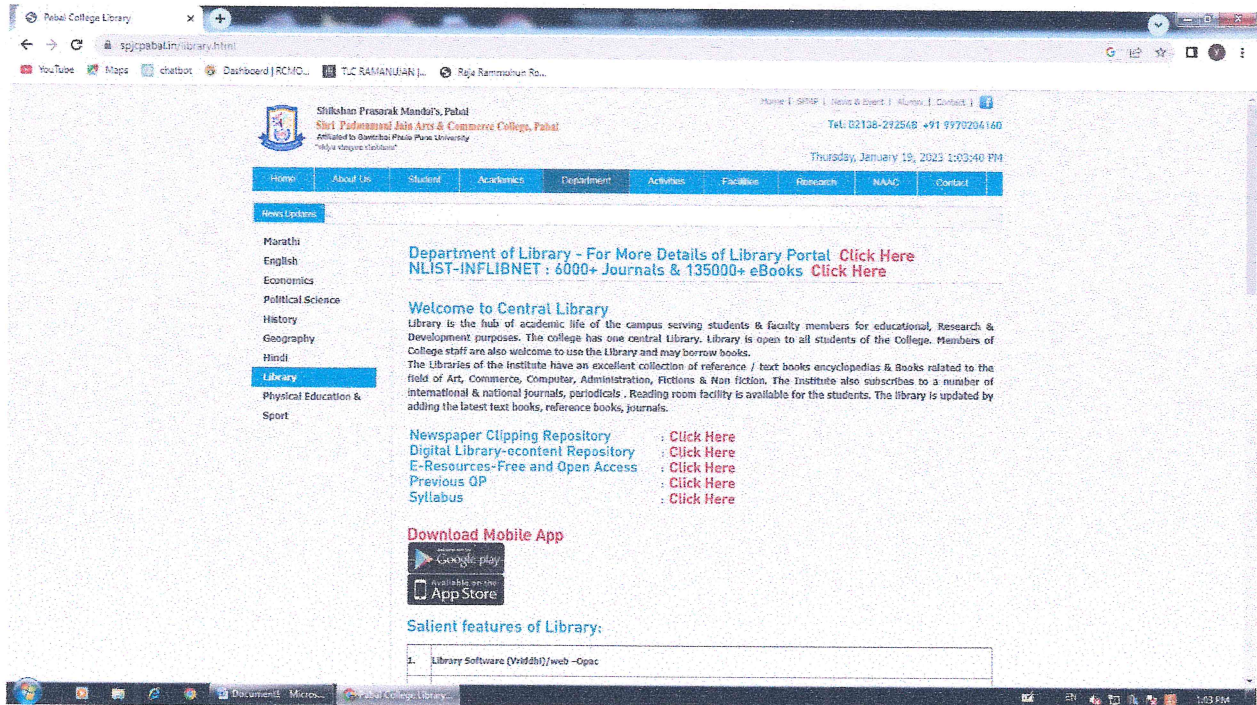 Pabal College Library
spjcpabal.in/library.html
YouTube Maps chatbot Dashboard | RCMO... TLC RAMANUJAN |... Raja Rammohun Ro...
Home | | News & Event | Alumni | Contact |
Shikshan Prasarak Mandal's, Pabal
Shri Padmamani Jain Arts & Commerce College, Pabal
Affiliated to Savitribai Phule Pune University
Tel: 02138-292568 +91 9970204160
Thursday, January 19, 2023 1:03:40 PM
Home About Us Student Academics Department Activities Facilities Research NAAC Contact
News Updates
Marathi
English
Economics
Political Science
History
Geography
Hindi
Library
Physical Education &
Sport
Department of Library - For More Details of Library Portal Click Here
NLIST-INFLIBNET : 6000+ Journals & 135000+ eBooks Click Here
Welcome to Central Library
Library is the hub of academic life of the campus serving students & faculty members for educational, Research &
Development purposes. The college has one central Library. Library is open to all students of the College. Members of
College staff are also welcome to use the Library and may borrow books.
The Libraries of the institute have an excellent collection of reference / text books encyclopedias & Books related to the
field of Art, Commerce, Computer, Administration, Fictions & Non fiction. The Institute also subscribes to a number of
international & national journals, periodicals . Reading room facility is available for the students. The library is updated by
adding the latest text books, reference books, journals.
Newspaper Clipping Repository : Click Here
Digital Library-econtent Repository : Click Here
E-Resources-Free and Open Access : Click Here
Previous QP : Click Here
Syllabus : Click Here
Download Mobile App
Google play
Available on the
App Store
Salient features of Library:
1. Library Software (Vriddhi)/web -Opac
Document1 Micros... Pabal College Library...
EN 1:03 PM